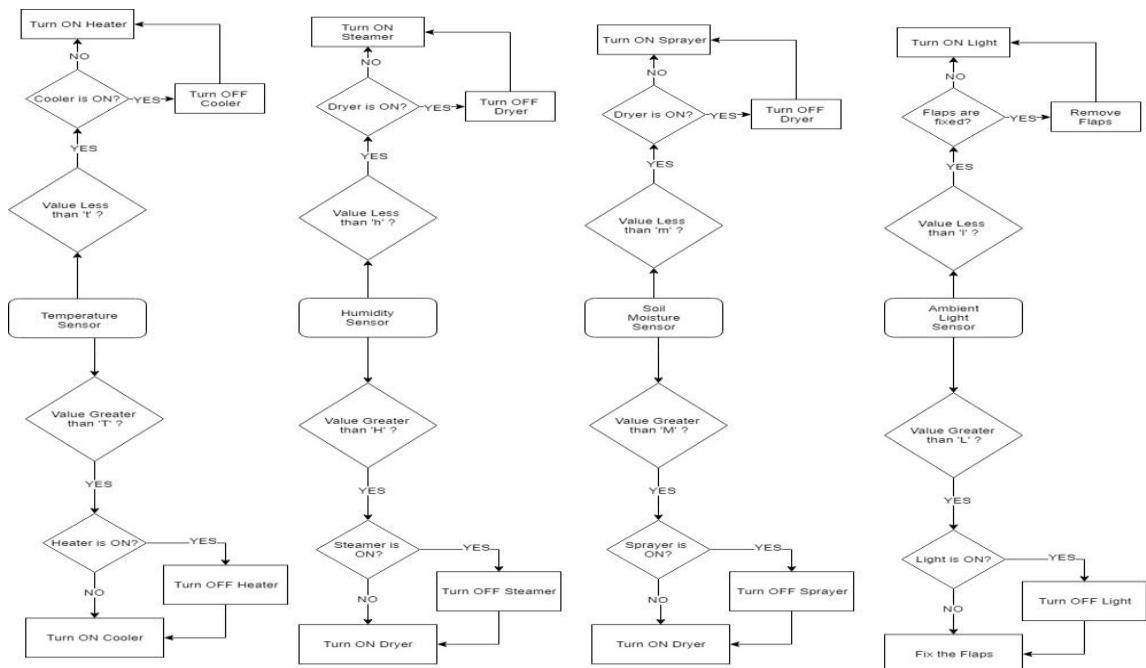 Turn ON Heater
NO
Cooler is ON?
YES
Turn OFF
Cooler
YES
Value Less
than 't' ?
Temperature
Sensor
Value Greater
than 'T' ?
YES
Heater is ON?
YES
Turn OFF Heater
NO
Turn ON Cooler
Turn ON
Steamer
NO
Dryer is ON?
YES
Turn OFF
Dryer
YES
Value Less
than 'h' ?
Humidity
Sensor
Value Greater
than 'H' ?
YES
Steamer is
ON?
YES
Turn OFF Steamer
NO
Turn ON Dryer
Turn ON Sprayer
NO
Dryer is ON?
YES
Turn OFF
Dryer
YES
Value Less
than 'm' ?
Soil
Moisture
Sensor
Value Greater
than 'M' ?
YES
Sprayer is
ON?
YES
Turn OFF Sprayer
NO
Turn ON Dryer
Turn ON Light
NO
Flaps are
fixed?
YES
Remove
Flaps
YES
Value Less
than 'l' ?
Ambient
Light
Sensor
Value Greater
than 'L' ?
YES
Light is ON?
YES
Turn OFF Light
NO
Fix the Flaps